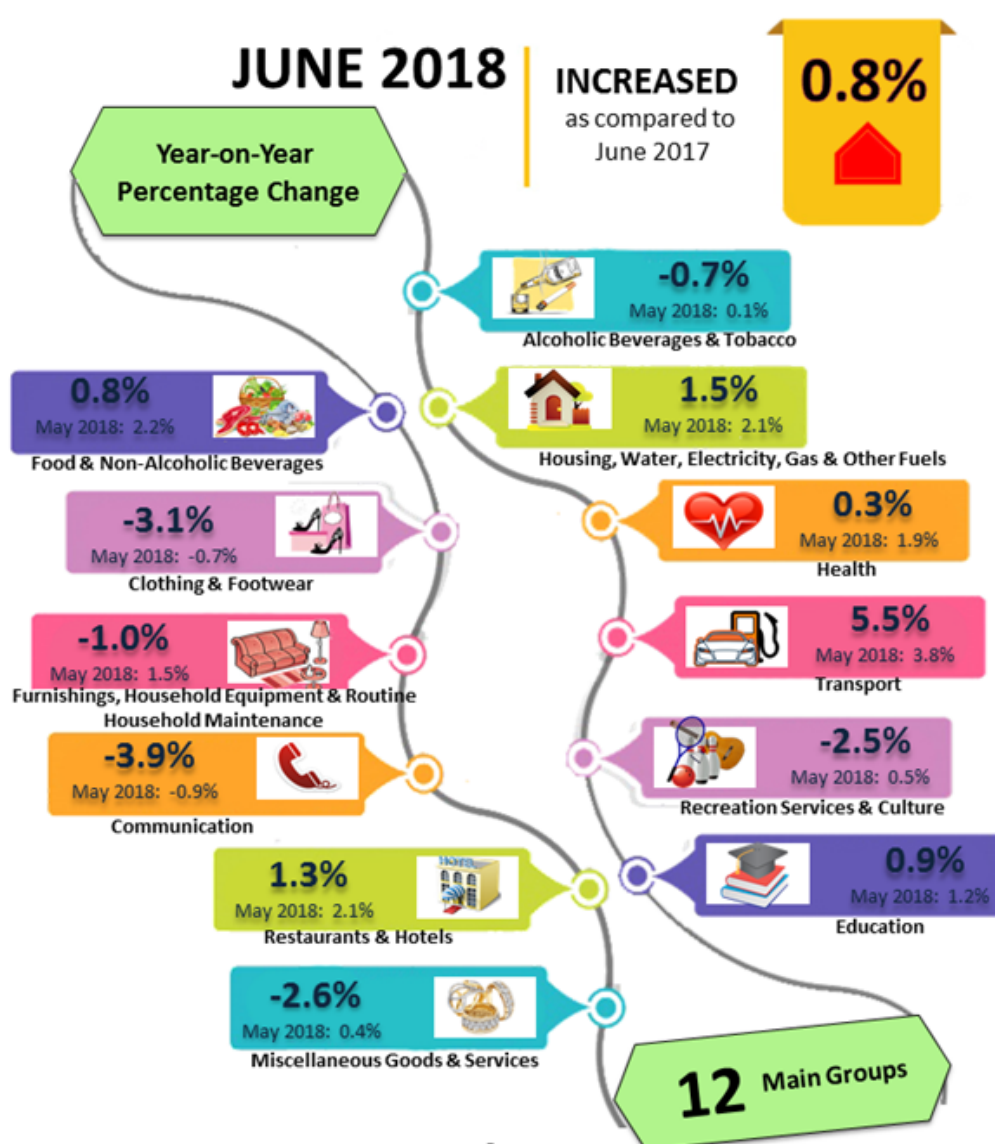 JUNE 2018
INCREASED
as compared to
June 2017
0.8%
Year-on-Year
Percentage Change
-0.7%
May 2018: 0.1%
Alcoholic Beverages & Tobacco
0.8%
May 2018: 2.2%
Food & Non-Alcoholic Beverages
1.5%
May 2018: 2.1%
Housing, Water, Electricity, Gas & Other Fuels
-3.1%
May 2018: -0.7%
Clothing & Footwear
0.3%
May 2018: 1.9%
Health
-1.0%
May 2018: 1.5%
Furnishings, Household Equipment & Routine
Household Maintenance
5.5%
May 2018: 3.8%
Transport
-3.9%
May 2018: -0.9%
Communication
-2.5%
May 2018: 0.5%
Recreation Services & Culture
1.3%
May 2018: 2.1%
HOTEL
Restaurants & Hotels
0.9%
May 2018: 1.2%
Education
-2.6%
May 2018: 0.4%
Miscellaneous Goods & Services
12 Main Groups